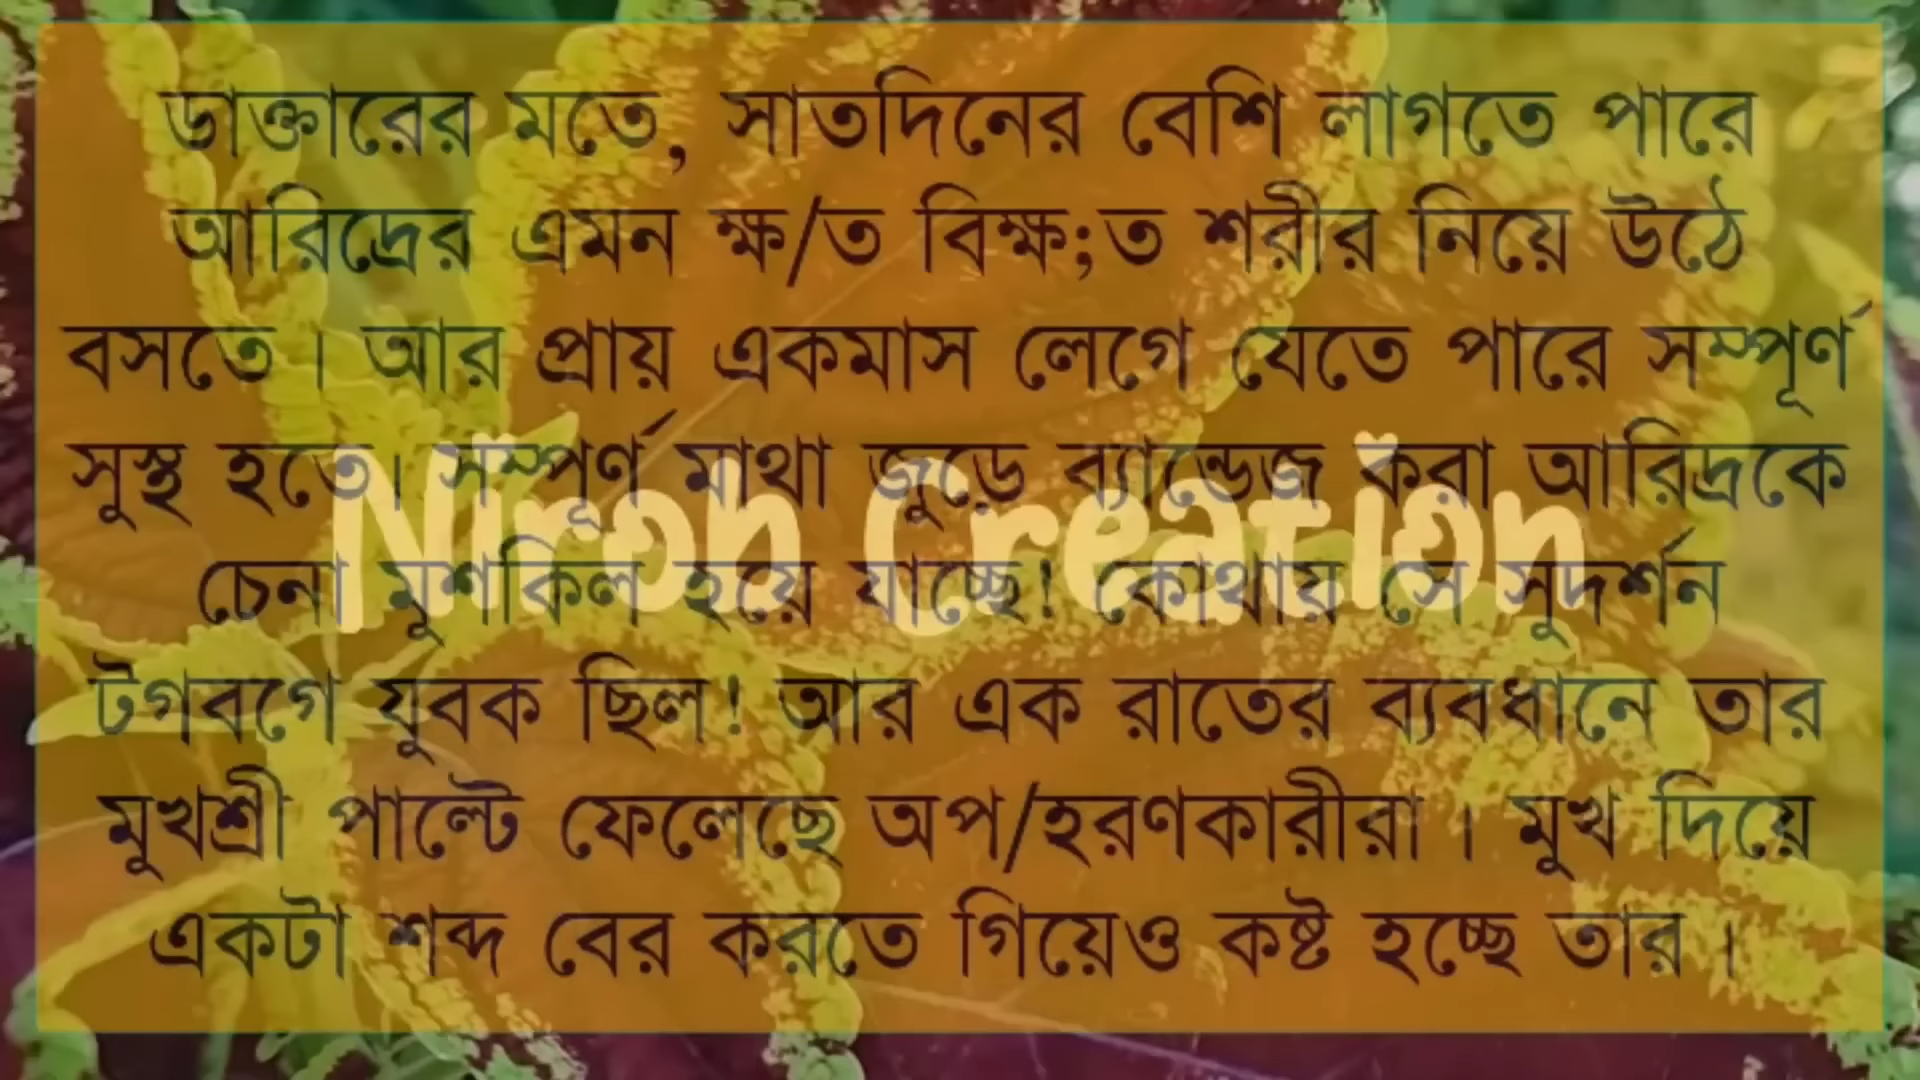 ডাক্তারের মতে, সাতদিনের বেশি লাগতে পারে
আরিদ্রের এমন ক্ষ/ত বিক্ষ;ত শরীর নিয়ে উঠে
বসতে। আর প্রায় একমাস লেগে যেতে পারে সম্পূর্ণ
সুস্থ হতে। সম্পূর্ণ মাথা জুড়ে ব্যান্ডেজ করা আরিদ্রকে
Nirob Creation
চেনা মুশকিল হয়ে যাচ্ছে! কোথায় সে সুদর্শন
টগবগে যুবক ছিল! আর এক রাতের ব্যবধানে তার
মুখশ্রী পাল্টে ফেলেছে অপ/হরণকারীরা। মুখ দিয়ে
একটা শব্দ বের করতে গিয়েও কষ্ট হচ্ছে তার।